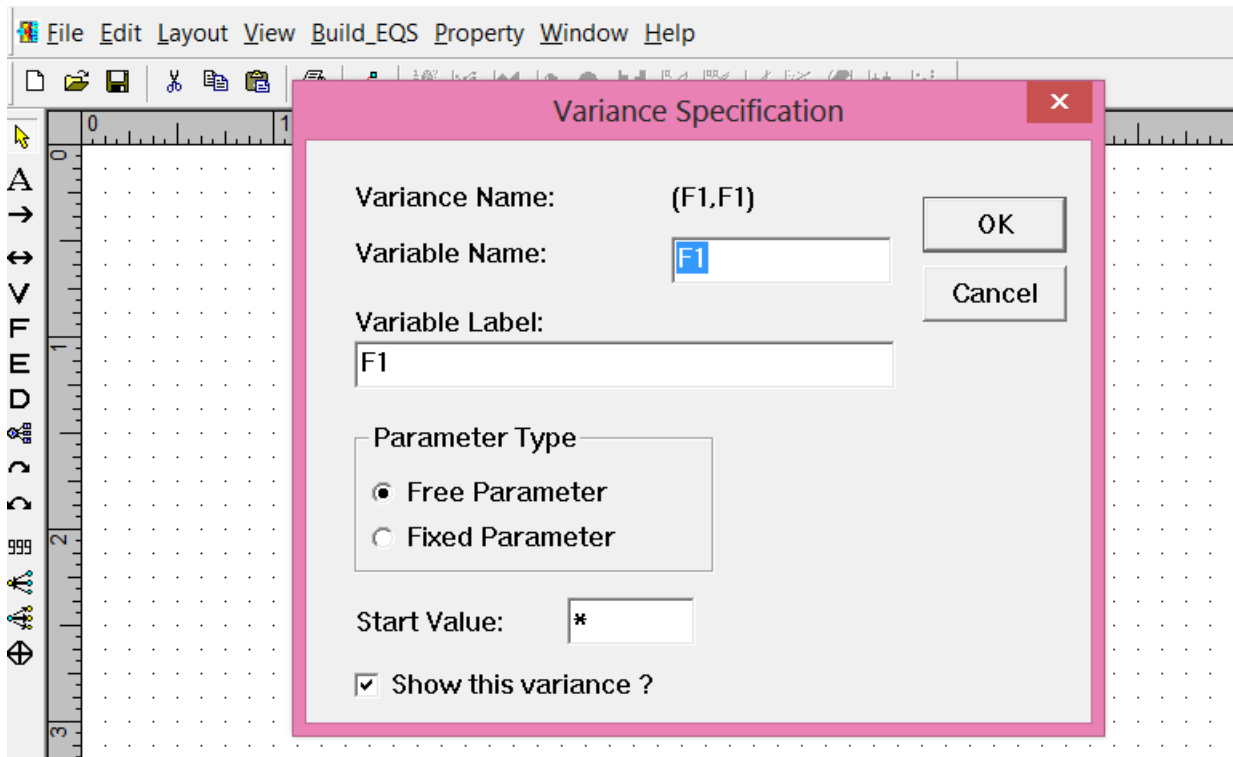 File Edit Layout View Build_EQS Property Window Help
Variance Specification
0 1
0
1
2
3
A
V
F
E
D
999
Variance Name: (F1,F1)
Variable Name: F1
Variable Label:
F1
Parameter Type
Free Parameter
Fixed Parameter
Start Value: *
Show this variance ?
OK
Cancel